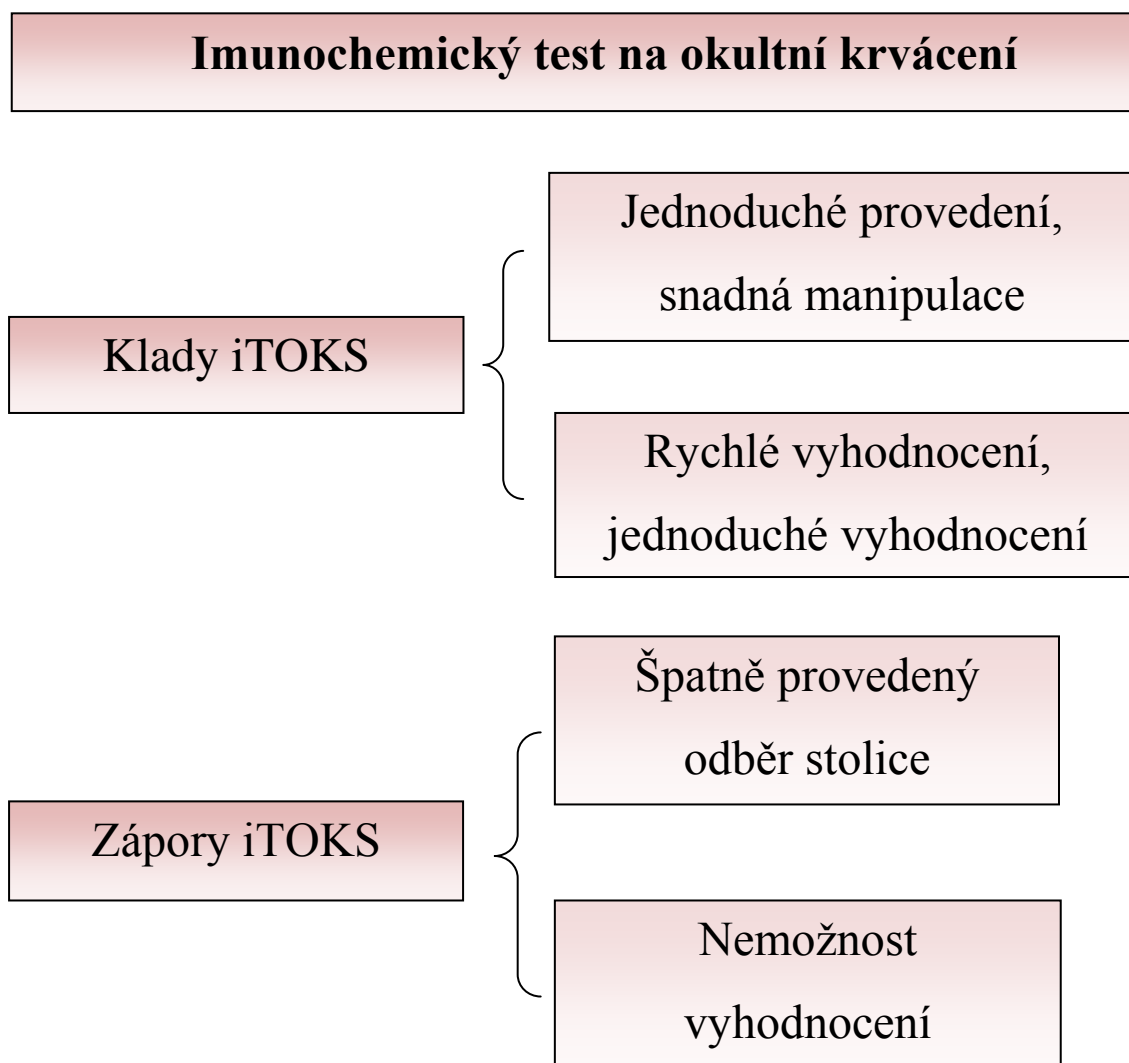 Imunochemický test na okultní krvácení
Klady iTOKS
Jednoduché provedení,
snadná manipulace
Rychlé vyhodnocení,
jednoduché vyhodnocení
Zápory iTOKS
Špatně provedený
odběr stolice
Nemožnost
vyhodnocení